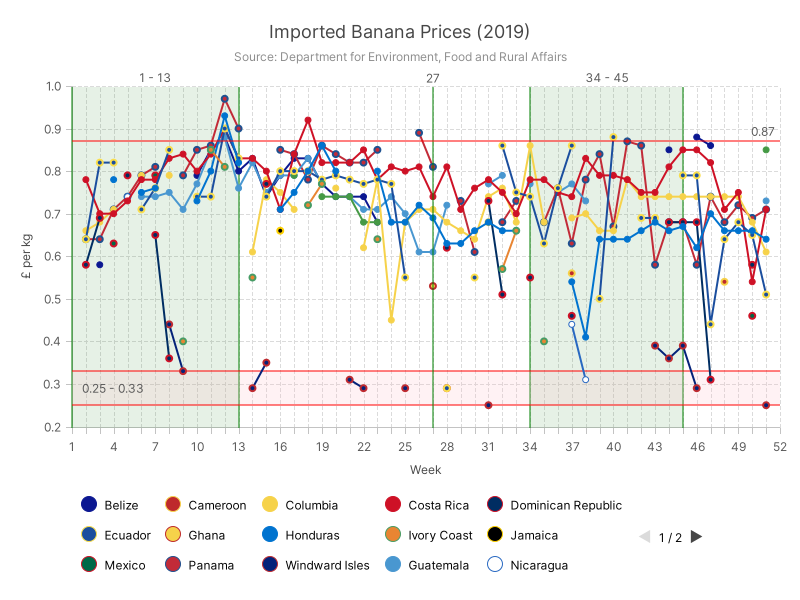 Imported Banana Prices (2019)
Source: Department for Environment, Food and Rural Affairs
1 - 13 27 34 - 45
1.0
0.9
0.8
0.7
0.6
0.5
0.4
0.3
0.2
£ per kg
0.87
0.25 - 0.33
1 4 7 10 13 16 19 22 25 28 31 34 37 40 43 46 49 52
Week
Belize Cameroon Columbia Costa Rica Dominican Republic
Ecuador Ghana Honduras Ivory Coast Jamaica
Mexico Panama Windward Isles Guatemala Nicaragua
1 / 2